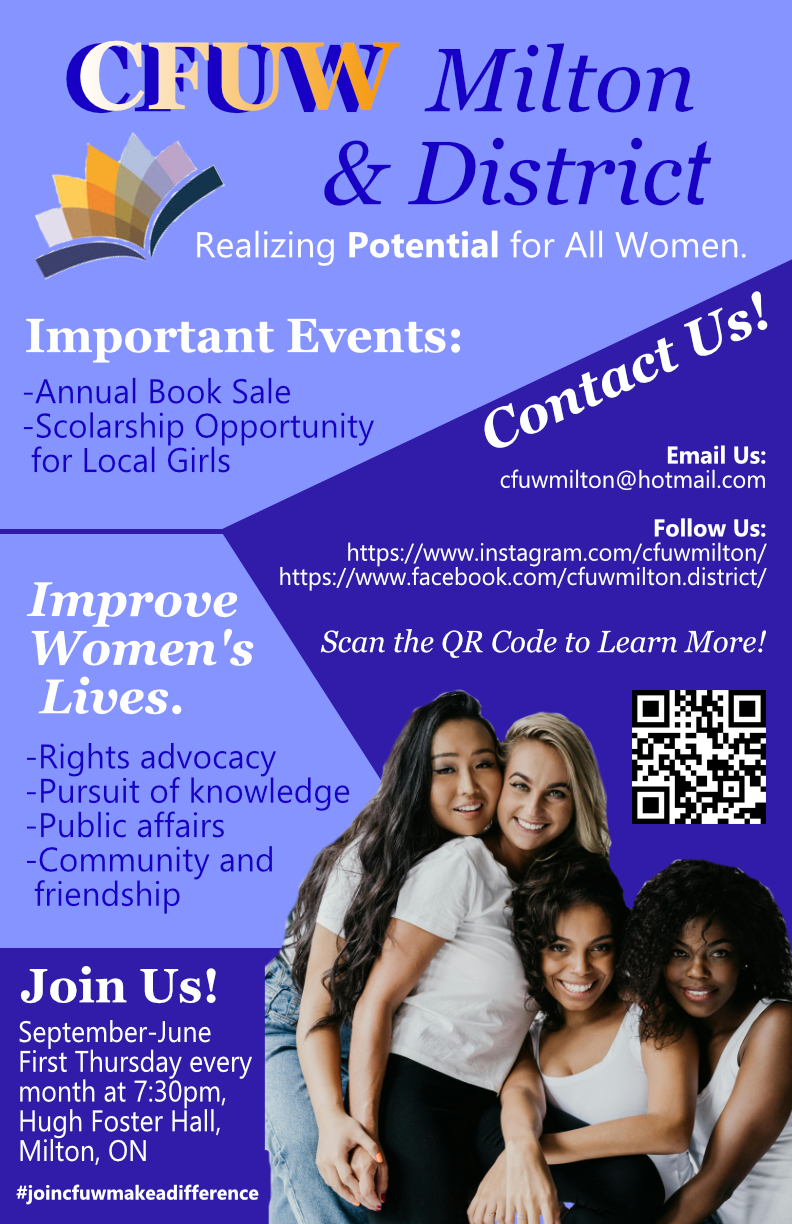 CFUW Milton
& District
Realizing Potential for All Women.
Important Events:
-Annual Book Sale
-Scolarship Opportunity
for Local Girls
Contact Us!
Email Us:
cfuwmilton@hotmail.com
Follow Us:
https://www.instagram.com/cfuwmilton/
https://www.facebook.com/cfuwmilton.district/
Scan the QR Code to Learn More!
Improve
Women's
Lives.
-Rights advocacy
-Pursuit of knowledge
-Public affairs
-Community and
friendship
Join Us!
September-June
First Thursday every
month at 7:30pm,
Hugh Foster Hall,
Milton, ON
#joincfuwmakeadifference